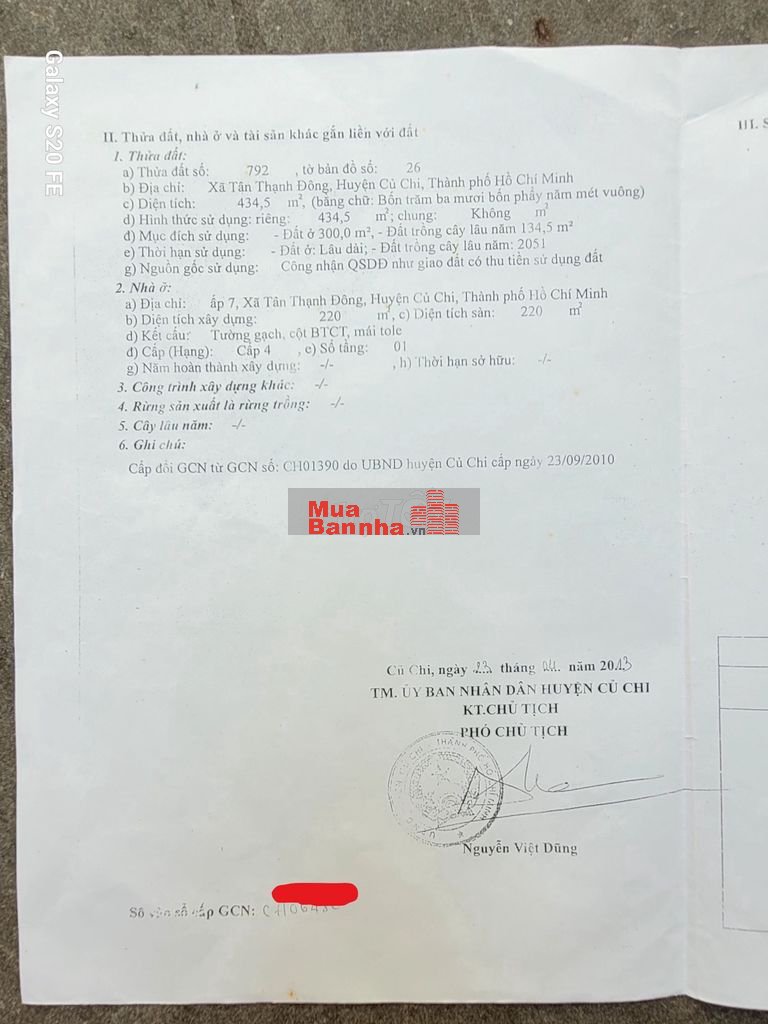 Galaxy S20 FE
II. Thửa đất, nhà ở và tài sản khác gắn liền với đất
III. S
1. Thửa đất:
a) Thửa đất số: 792 , tờ bản đồ số: 26
b) Địa chỉ: Xã Tân Thạnh Đông, Huyện Củ Chi, Thành phố Hồ Chí Minh
c) Diện tích: 434,5 m², (bằng chữ: Bốn trăm ba mươi bốn phẩy năm mét vuông)
d) Hình thức sử dụng: riêng: 434,5 m²; chung: Không m²
đ) Mục đích sử dụng: - Đất ở 300,0 m², - Đất trồng cây lâu năm 134,5 m²
e) Thời hạn sử dụng: - Đất ở: Lâu dài; - Đất trồng cây lâu năm: 2051
g) Nguồn gốc sử dụng: Công nhận QSDĐ như giao đất có thu tiền sử dụng đất
2. Nhà ở:
a) Địa chỉ: ấp 7, Xã Tân Thạnh Đông, Huyện Củ Chi, Thành phố Hồ Chí Minh
b) Diện tích xây dựng: 220 m², c) Diện tích sàn: 220 m²
d) Kết cấu: Tường gạch, cột BTCT, mái tole
đ) Cấp (Hạng): Cấp 4 , e) Số tầng: 01
g) Năm hoàn thành xây dựng: -/- , h) Thời hạn sở hữu: -/-
3. Công trình xây dựng khác: -/-
4. Rừng sản xuất là rừng trồng: -/-
5. Cây lâu năm: -/-
6. Ghi chú:
Cấp đổi GCN từ GCN số: CH01390 do UBND huyện Củ Chi cấp ngày 23/09/2010
Mua
Bannha.vn
Củ Chi, ngày 23 tháng 04 năm 2013
TM. ỦY BAN NHÂN DÂN HUYỆN CỦ CHI
KT.CHỦ TỊCH
PHÓ CHỦ TỊCH
Nguyễn Việt Dũng
Số vào sổ cấp GCN: